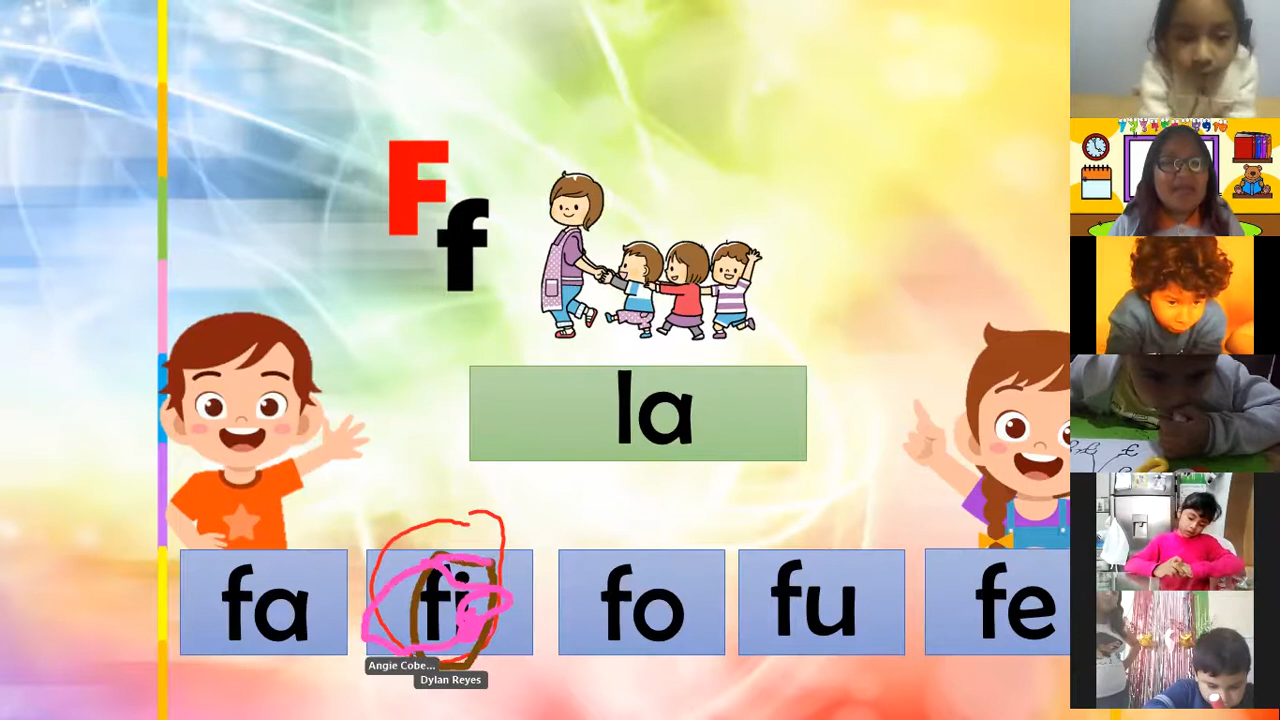 F
f
la
fa fi fo fu fe
Angie Cobe...
Dylan Reyes